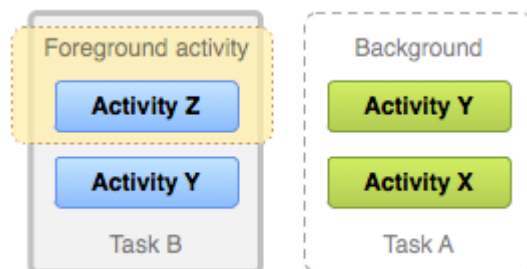 Foreground activity
Activity Z
Activity Y
Task B
Background
Activity Y
Activity X
Task A